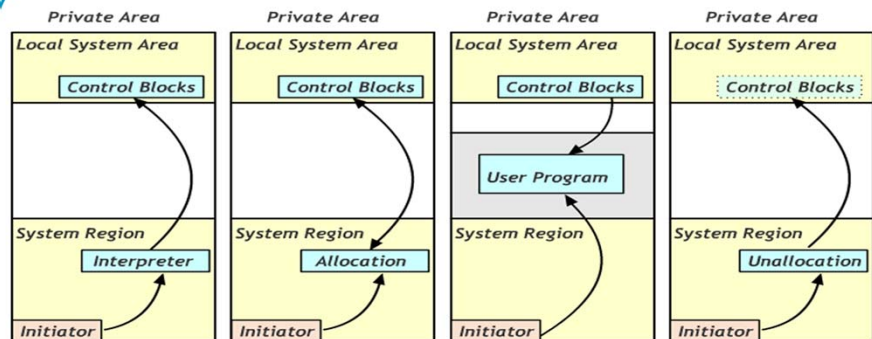 Private Area
Local System Area
Control Blocks
System Region
Interpreter
Initiator
Private Area
Local System Area
Control Blocks
System Region
Allocation
Initiator
Private Area
Local System Area
Control Blocks
User Program
System Region
Initiator
Private Area
Local System Area
Control Blocks
System Region
Unallocation
Initiator